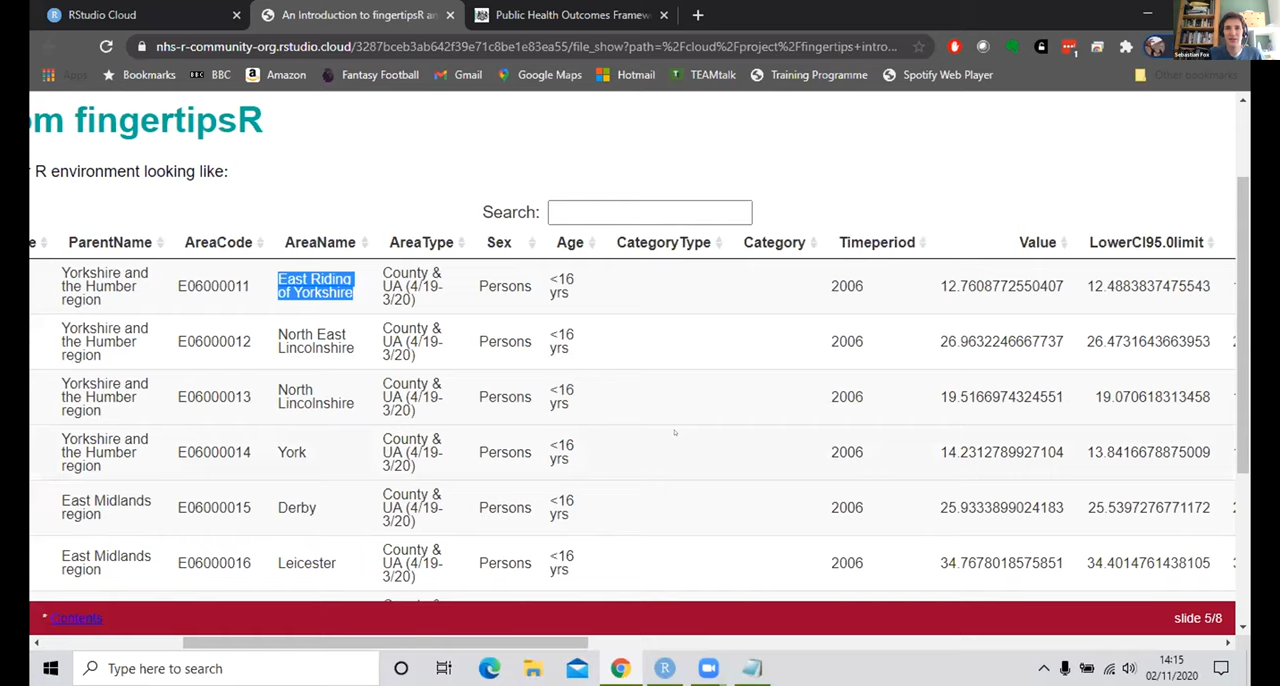 RStudio Cloud
An Introduction to fingertipsR an
Public Health Outcomes Framew
nhs-r-community-org.rstudio.cloud/3287bceb3ab642f39e71c8be1e83ea55/file_show?path=%2Fcloud%2Fproject%2Ffingertips+intro...
Apps Bookmarks BBC BBC Amazon Fantasy Football Gmail Google Maps Hotmail TEAMtalk Training Programme Spotify Web Player Other bookmarks
Sebastian Fox
om fingertipsR
R environment looking like:
Search:
e ParentName AreaCode AreaName AreaType Sex Age CategoryType Category Timeperiod Value LowerCI95.0limit
Yorkshire and the Humber region E06000011 East Riding of Yorkshire County & UA (4/19-3/20) Persons <16 yrs 2006 12.7608772550407 12.4883837475543
Yorkshire and the Humber region E06000012 North East Lincolnshire County & UA (4/19-3/20) Persons <16 yrs 2006 26.9632246667737 26.4731643663953
Yorkshire and the Humber region E06000013 North Lincolnshire County & UA (4/19-3/20) Persons <16 yrs 2006 19.5166974324551 19.070618313458
Yorkshire and the Humber region E06000014 York County & UA (4/19-3/20) Persons <16 yrs 2006 14.2312789927104 13.8416678875009
East Midlands region E06000015 Derby County & UA (4/19-3/20) Persons <16 yrs 2006 25.9333899024183 25.5397276771172
East Midlands region E06000016 Leicester County & UA (4/19-3/20) Persons <16 yrs 2006 34.7678018575851 34.4014761438105
* Contents slide 5/8
Type here to search
14:15
02/11/2020